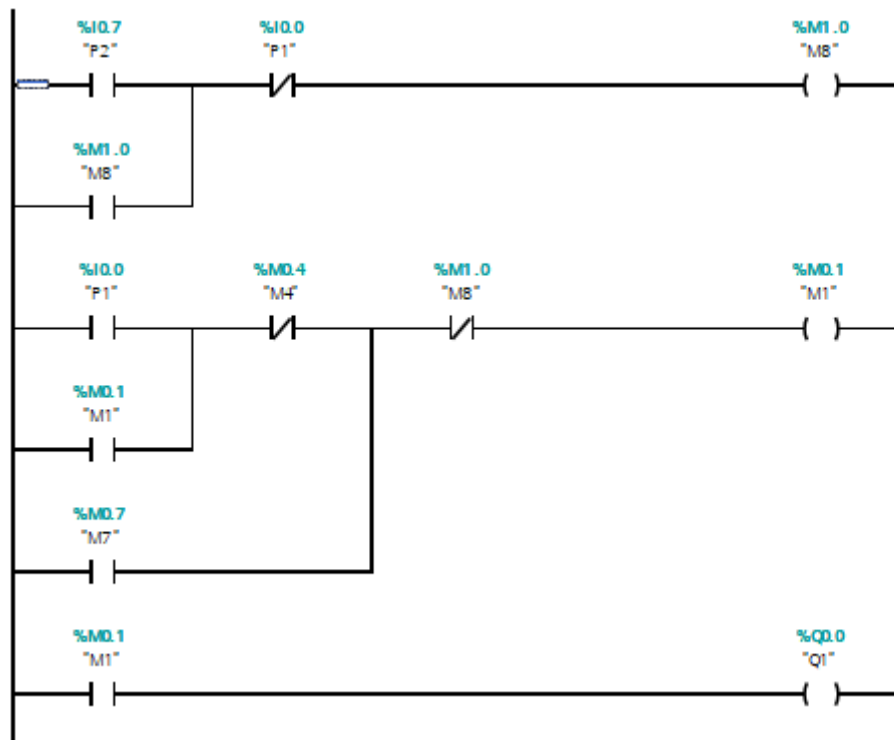 %I0.7 %I0.0 %M1.0
"P2" "P1" "M8"
%M1.0
"M8"
%I0.0 %M0.4 %M1.0 %M0.1
"P1" "M4" "M8" "M1"
%M0.1
"M1"
%M0.7
"M7"
%M0.1 %Q0.0
"M1" "Q1"